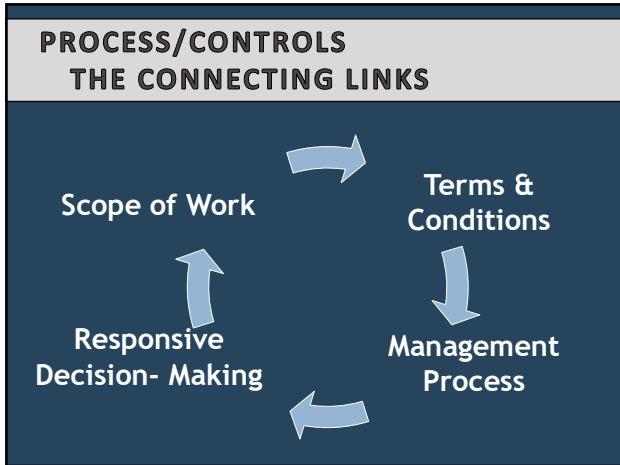 PROCESS/CONTROLS
THE CONNECTING LINKS
Scope of Work
Terms &
Conditions
Management
Process
Responsive
Decision- Making